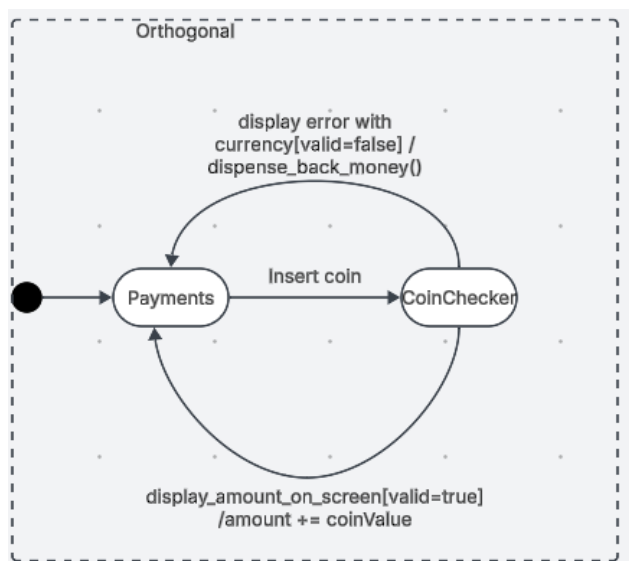 Orthogonal
display error with
currency[valid=false] /
dispense_back_money()
Insert coin
Payments
CoinChecker
display_amount_on_screen[valid=true]
/amount += coinValue